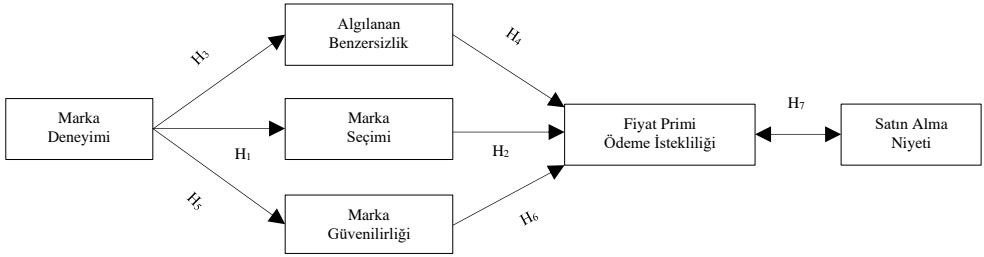 Algılanan
Benzersizlik
H₃
H₄
Marka
Deneyimi
Marka
Seçimi
H₁
H₂
Fiyat Primi
Ödeme İstekliliği
H₇
Satın Alma
Niyeti
H₅
Marka
Güvenilirliği
H₆